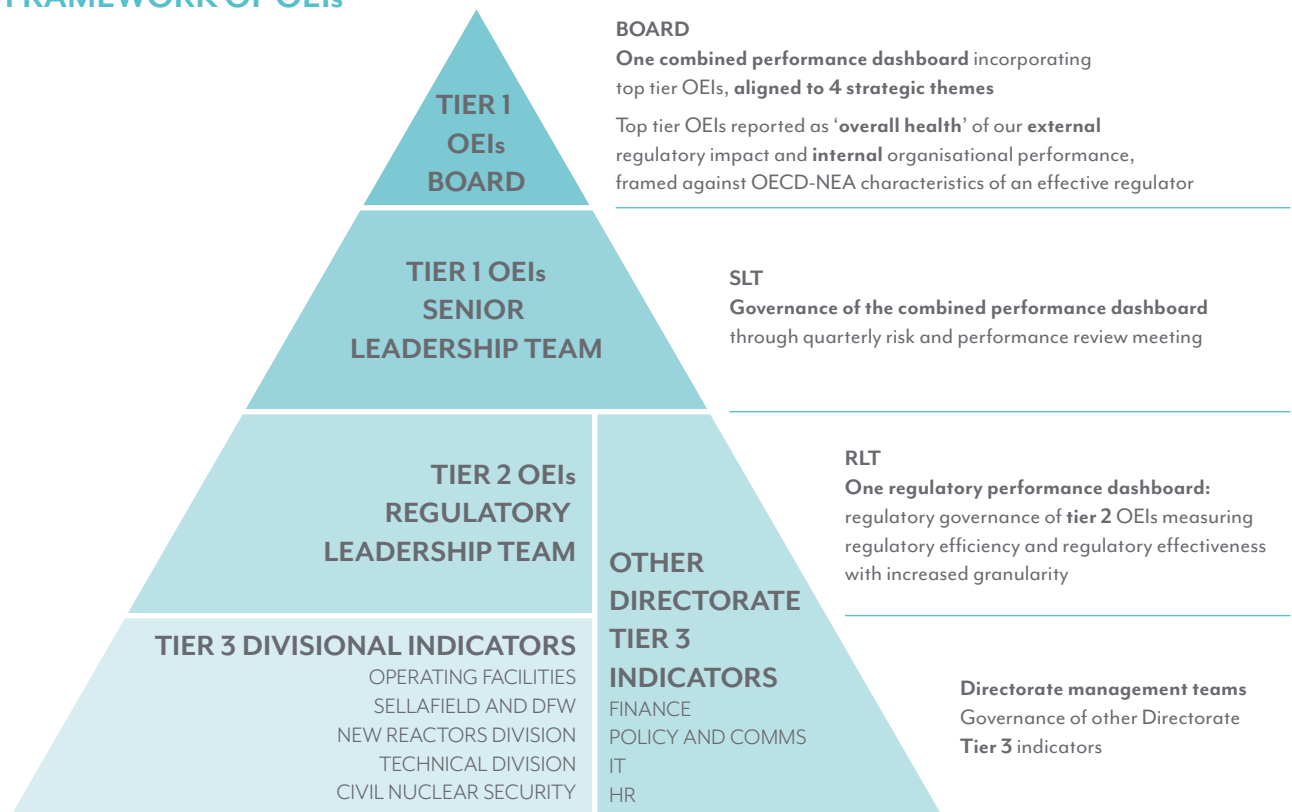 FRAMEWORK OF OEIs
TIER 1
OEIs
BOARD
BOARD
One combined performance dashboard incorporating
top tier OEIs, aligned to 4 strategic themes
Top tier OEIs reported as ‘overall health’ of our external
regulatory impact and internal organisational performance,
framed against OECD-NEA characteristics of an effective regulator
TIER 1 OEIs
SENIOR
LEADERSHIP TEAM
SLT
Governance of the combined performance dashboard
through quarterly risk and performance review meeting
TIER 2 OEIs
REGULATORY
LEADERSHIP TEAM
RLT
One regulatory performance dashboard:
regulatory governance of tier 2 OEIs measuring
regulatory efficiency and regulatory effectiveness
with increased granularity
TIER 3 DIVISIONAL INDICATORS
OPERATING FACILITIES
SELLAFIELD AND DFW
NEW REACTORS DIVISION
TECHNICAL DIVISION
CIVIL NUCLEAR SECURITY
OTHER
DIRECTORATE
TIER 3
INDICATORS
FINANCE
POLICY AND COMMS
IT
HR
Directorate management teams
Governance of other Directorate
Tier 3 indicators